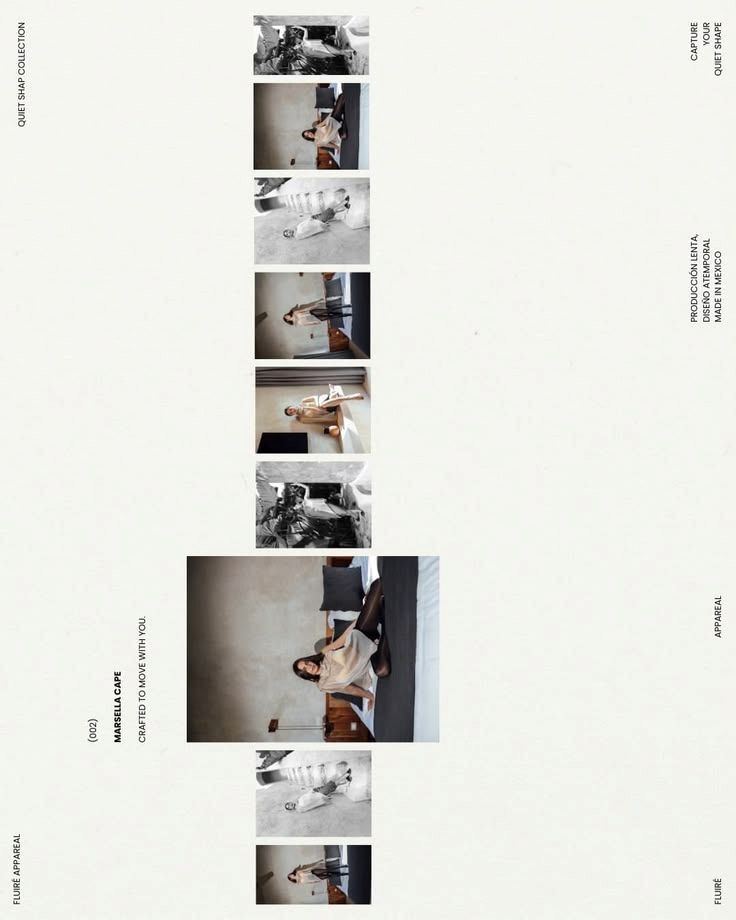 FLUIRÉ APPAREAL
QUIET SHAP COLLECTION
(002)
MARSELLA CAPE
CRAFTED TO MOVE WITH YOU.
FLUIRÉ
APPAREAL
PRODUCCIÓN LENTA,
DISEÑO ATEMPORAL
MADE IN MEXICO
CAPTURE
YOUR
QUIET SHAPE